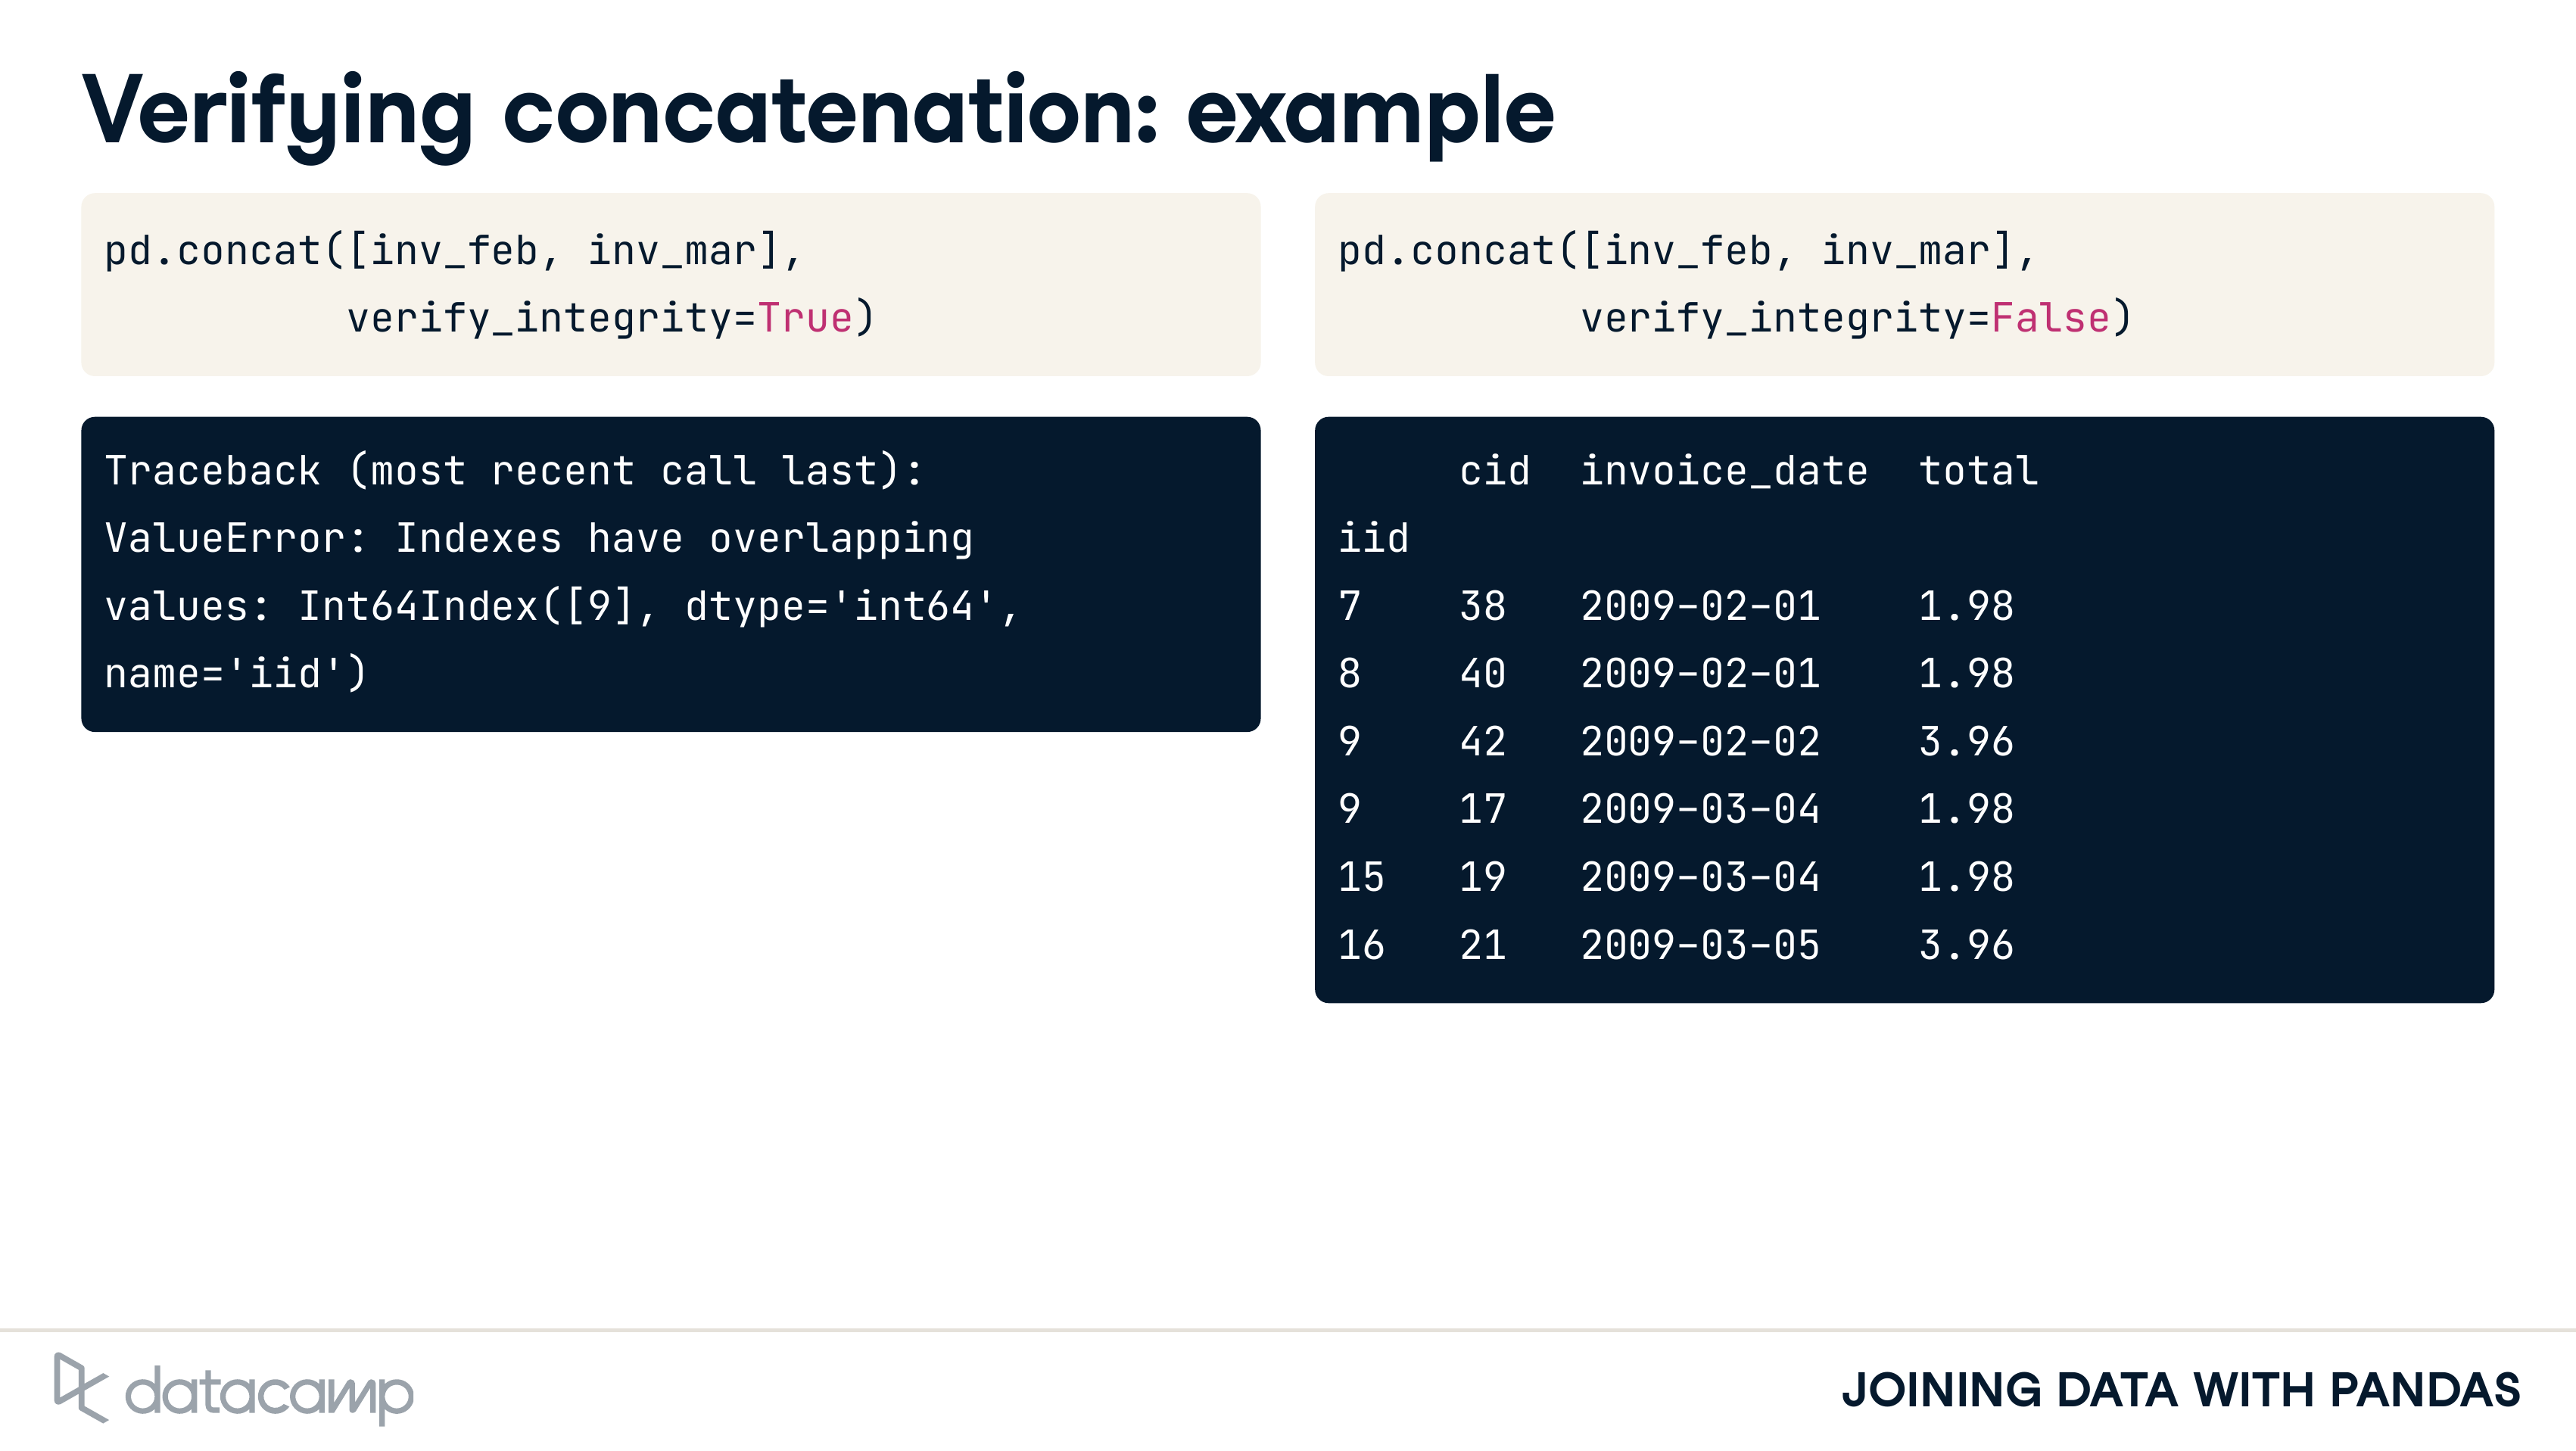 Verifying concatenation: example
pd.concat([inv_feb, inv_mar],
          verify_integrity=True)
Traceback (most recent call last):
ValueError: Indexes have overlapping
values: Int64Index([9], dtype='int64',
name='iid')
pd.concat([inv_feb, inv_mar],
          verify_integrity=False)
     cid  invoice_date  total
iid
7    38   2009-02-01    1.98
8    40   2009-02-01    1.98
9    42   2009-02-02    3.96
9    17   2009-03-04    1.98
15   19   2009-03-04    1.98
16   21   2009-03-05    3.96
datacamp
JOINING DATA WITH PANDAS